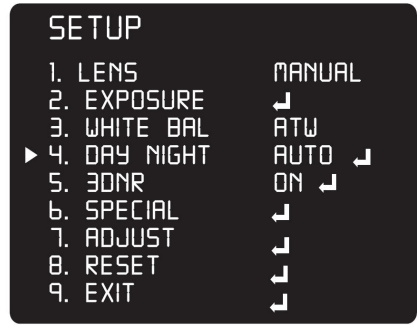 SETUP
1. LENS MANUAL
2. EXPOSURE ↵
3. WHITE BAL ATW
▶ 4. DAY NIGHT AUTO ↵
5. 3DNR ON ↵
6. SPECIAL ↵
7. ADJUST ↵
8. RESET ↵
9. EXIT ↵